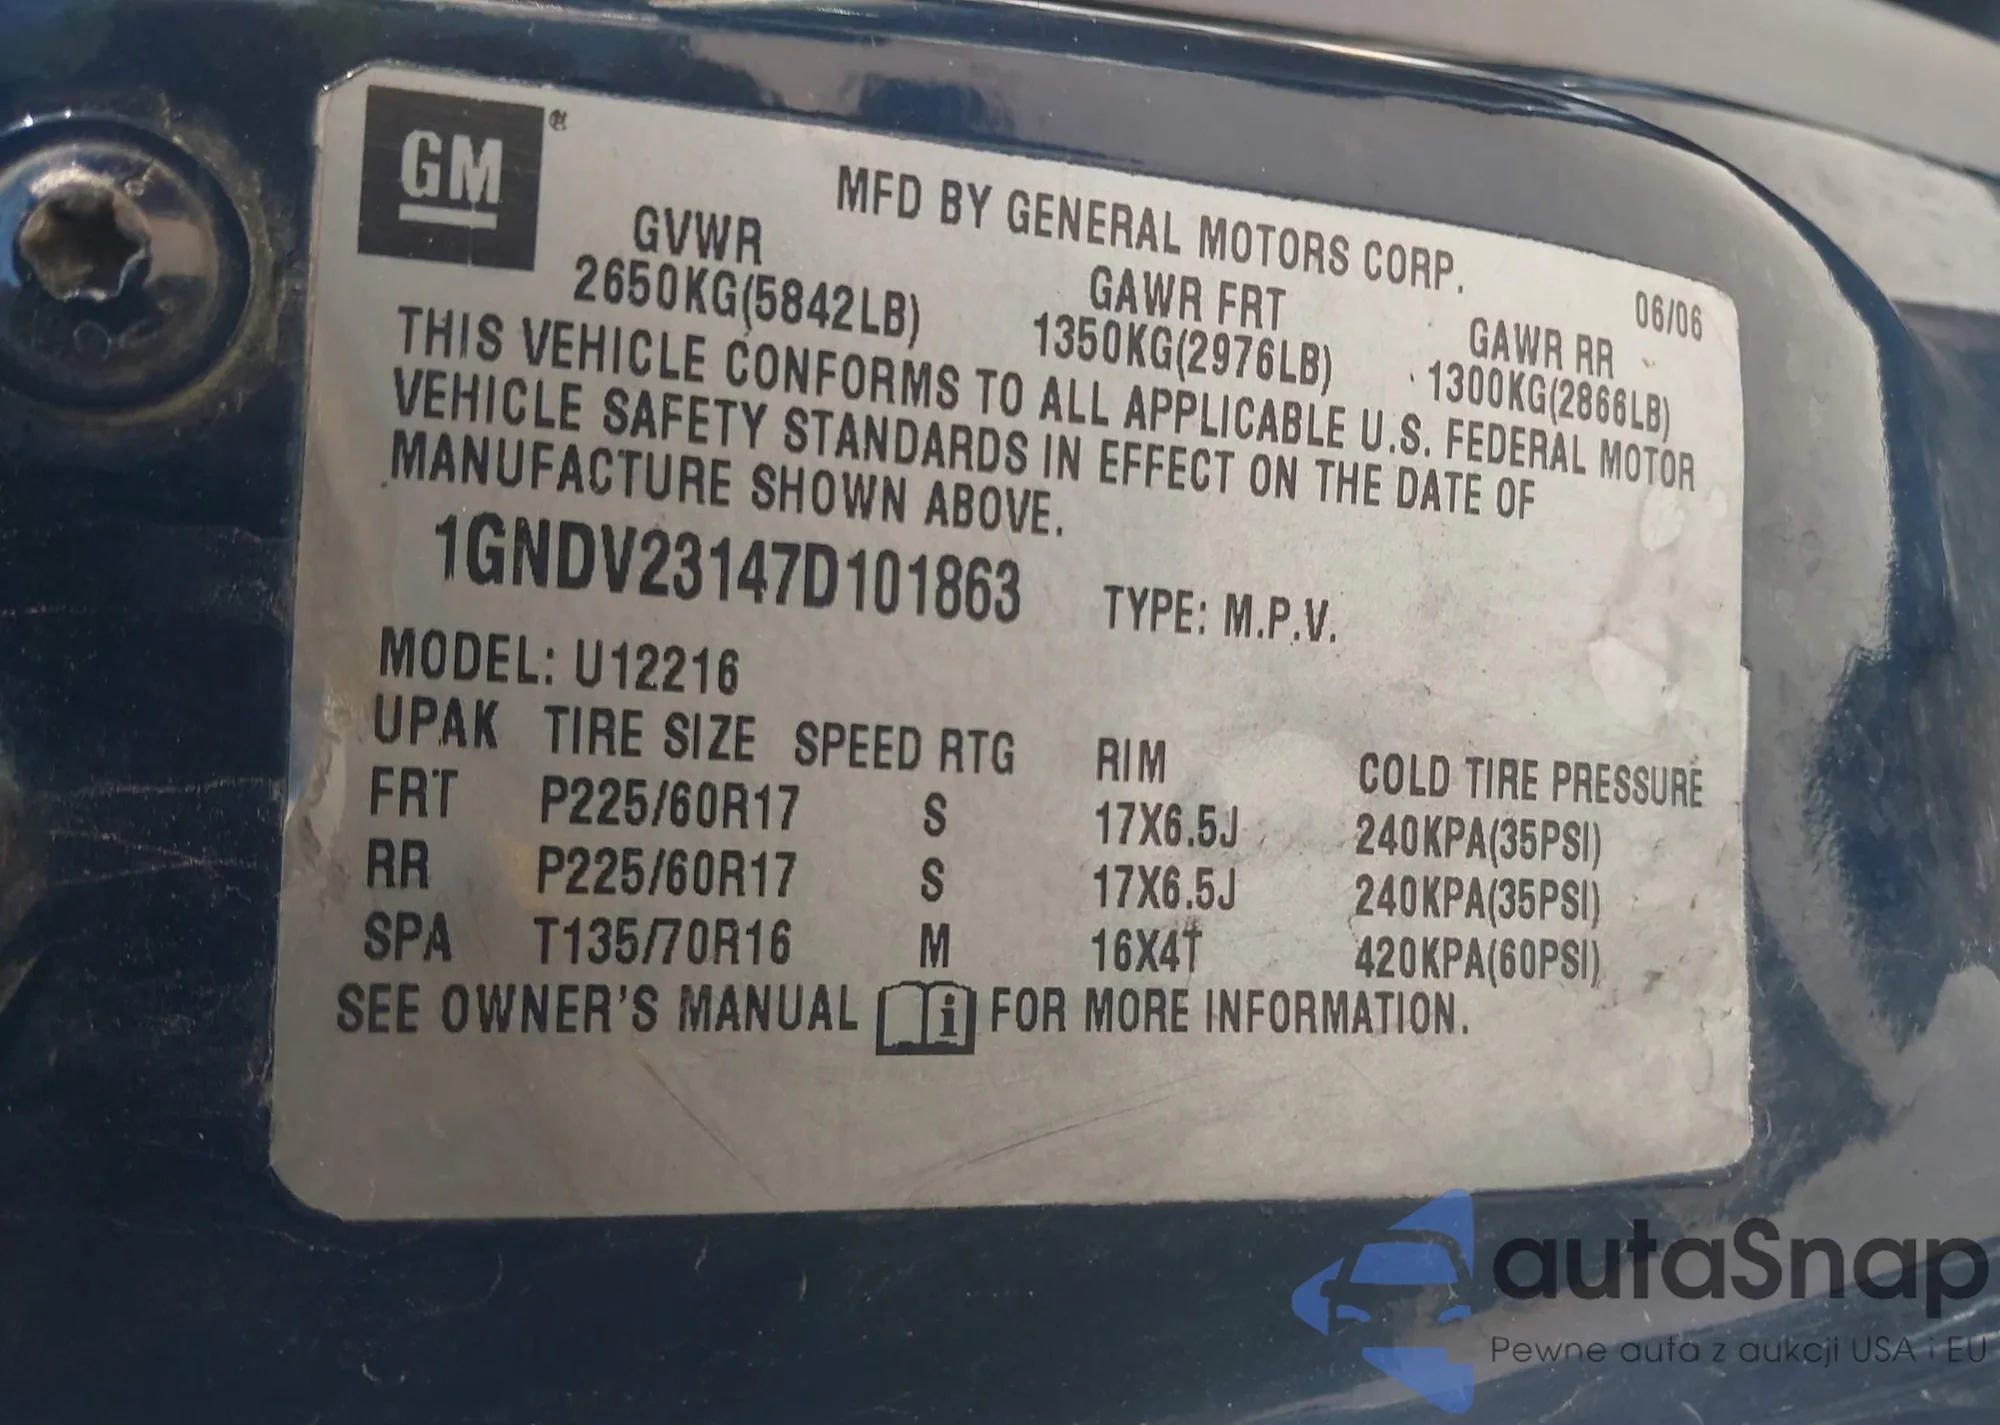 GM®
MFD BY GENERAL MOTORS CORP. 06/06
GVWR GAWR FRT GAWR RR
2650KG(5842LB) 1350KG(2976LB) 1300KG(2866LB)
THIS VEHICLE CONFORMS TO ALL APPLICABLE U.S. FEDERAL MOTOR
VEHICLE SAFETY STANDARDS IN EFFECT ON THE DATE OF
MANUFACTURE SHOWN ABOVE.
1GNDV23147D101863 TYPE: M.P.V.
MODEL: U12216
UPAK TIRE SIZE SPEED RTG RIM COLD TIRE PRESSURE
FRT P225/60R17 S 17X6.5J 240KPA(35PSI)
RR P225/60R17 S 17X6.5J 240KPA(35PSI)
SPA T135/70R16 M 16X4T 420KPA(60PSI)
SEE OWNER'S MANUAL i FOR MORE INFORMATION.
autaSnap
Pewne auta z aukcji USA i EU